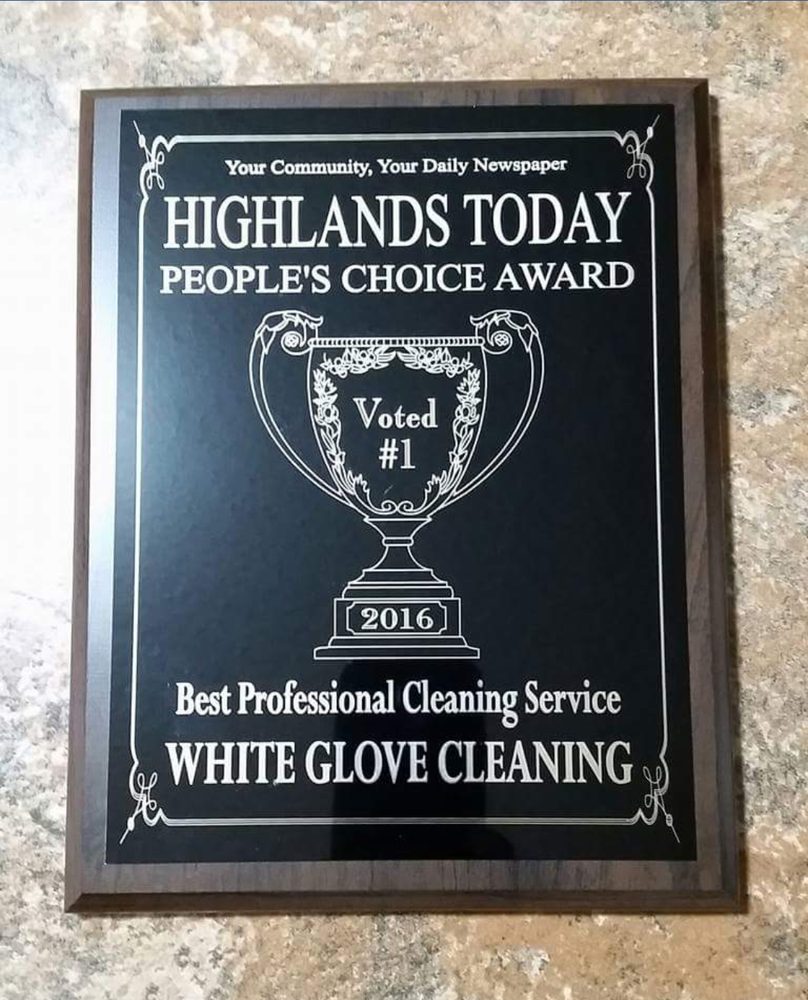 Your Community, Your Daily Newspaper
HIGHLANDS TODAY
PEOPLE'S CHOICE AWARD
Voted
#1
2016
Best Professional Cleaning Service
WHITE GLOVE CLEANING